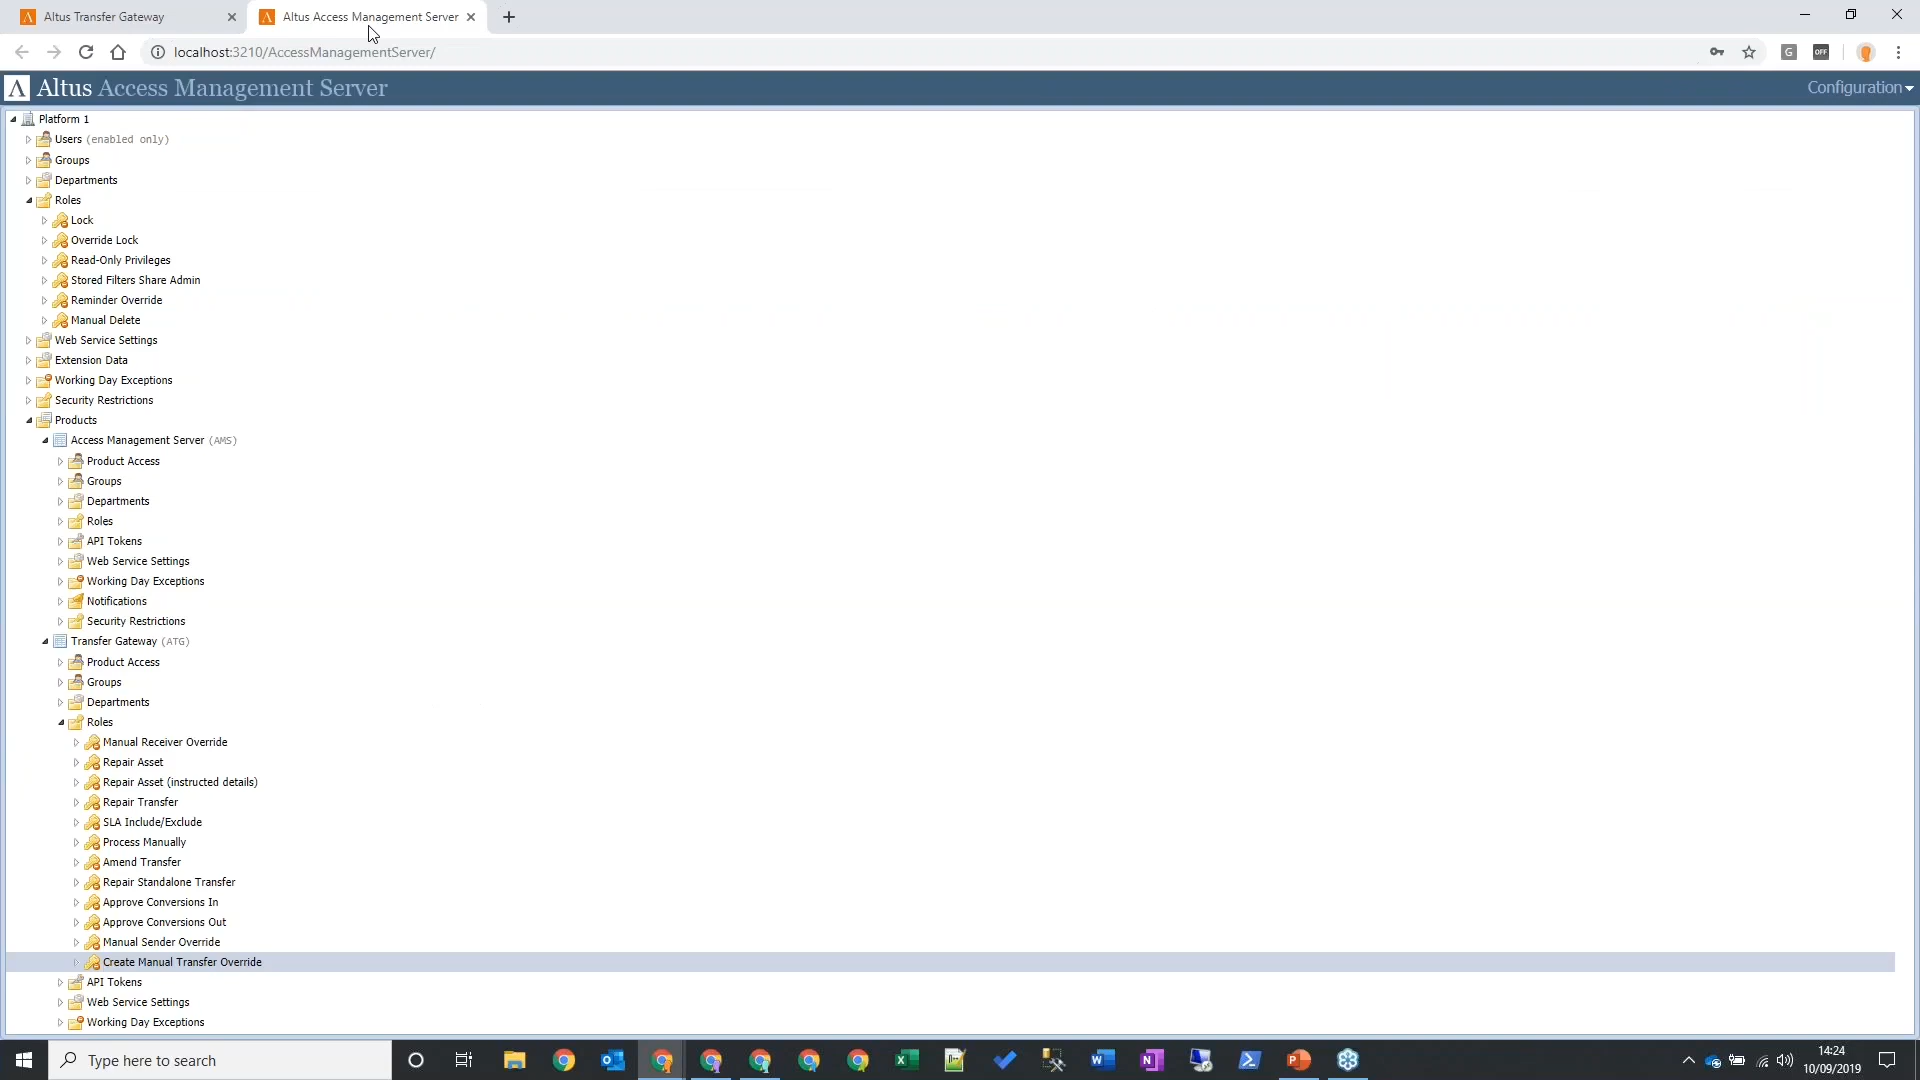 Altus Transfer Gateway
Altus Access Management Server
localhost:3210/AccessManagementServer/
G
OFF
Altus Access Management Server
Configuration
Platform 1
Users (enabled only)
Groups
Departments
Roles
Lock
Override Lock
Read-Only Privileges
Stored Filters Share Admin
Reminder Override
Manual Delete
Web Service Settings
Extension Data
Working Day Exceptions
Security Restrictions
Products
Access Management Server (AMS)
Product Access
Groups
Departments
Roles
API Tokens
Web Service Settings
Working Day Exceptions
Notifications
Security Restrictions
Transfer Gateway (ATG)
Product Access
Groups
Departments
Roles
Manual Receiver Override
Repair Asset
Repair Asset (instructed details)
Repair Transfer
SLA Include/Exclude
Process Manually
Amend Transfer
Repair Standalone Transfer
Approve Conversions In
Approve Conversions Out
Manual Sender Override
Create Manual Transfer Override
API Tokens
Web Service Settings
Working Day Exceptions
Type here to search
14:24
10/09/2019